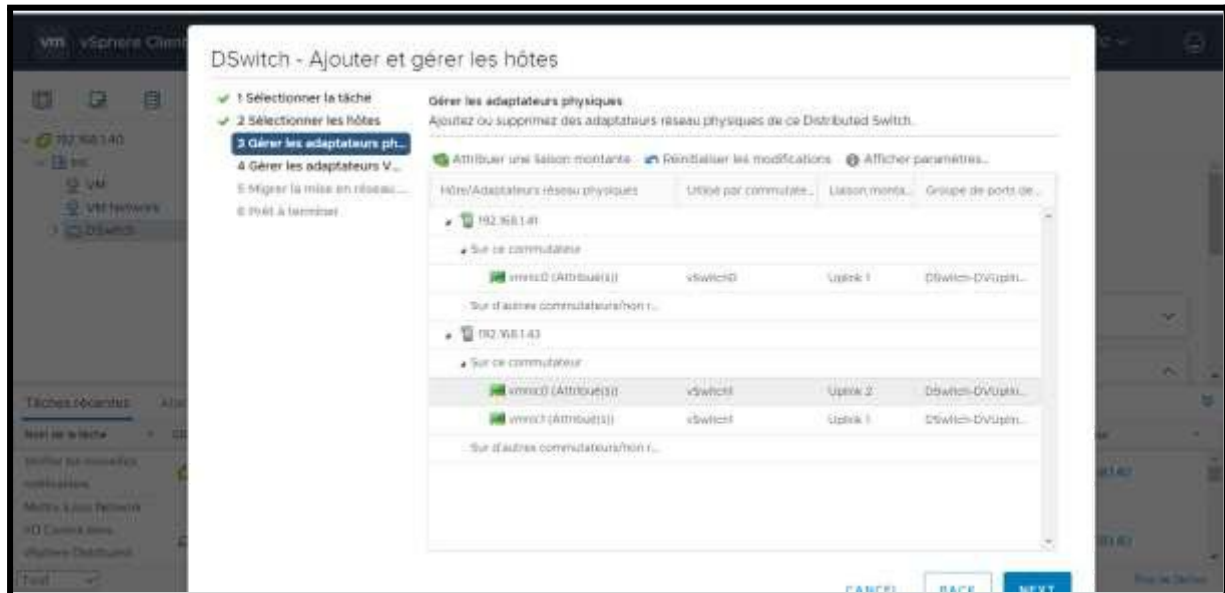 vm vSphere Client
DSwitch - Ajouter et gérer les hôtes
1 Sélectionner la tâche
2 Sélectionner les hôtes
3 Gérer les adaptateurs ph...
4 Gérer les adaptateurs V...
5 Migrer la mise en réseau ...
6 Prêt à terminer
Gérer les adaptateurs physiques
Ajoutez ou supprimez des adaptateurs réseau physiques de ce Distributed Switch.
Attribuer une liaison montante Réinitialiser les modifications Afficher paramètres...
Hôte/Adaptateurs réseau physiques Utilisé par commutate... Liaison monta... Groupe de ports de ...
192.168.1.41
Sur ce commutateur
vmnic0 (Attribué(s)) vSwitch0 Uplink 1 DSwitch-DVUplin...
Sur d'autres commutateurs/non r...
192.168.1.43
Sur ce commutateur
vmnic0 (Attribué(s)) Uplink 2 DSwitch-DVUplin...
vmnic1 (Attribué(s)) Uplink 1 DSwitch-DVUplin...
Sur d'autres commutateurs/non r...
CANCEL BACK NEXT
192.168.1.40
VM
VM Network
DSwitch
Tâches récentes
Nom de la tâche